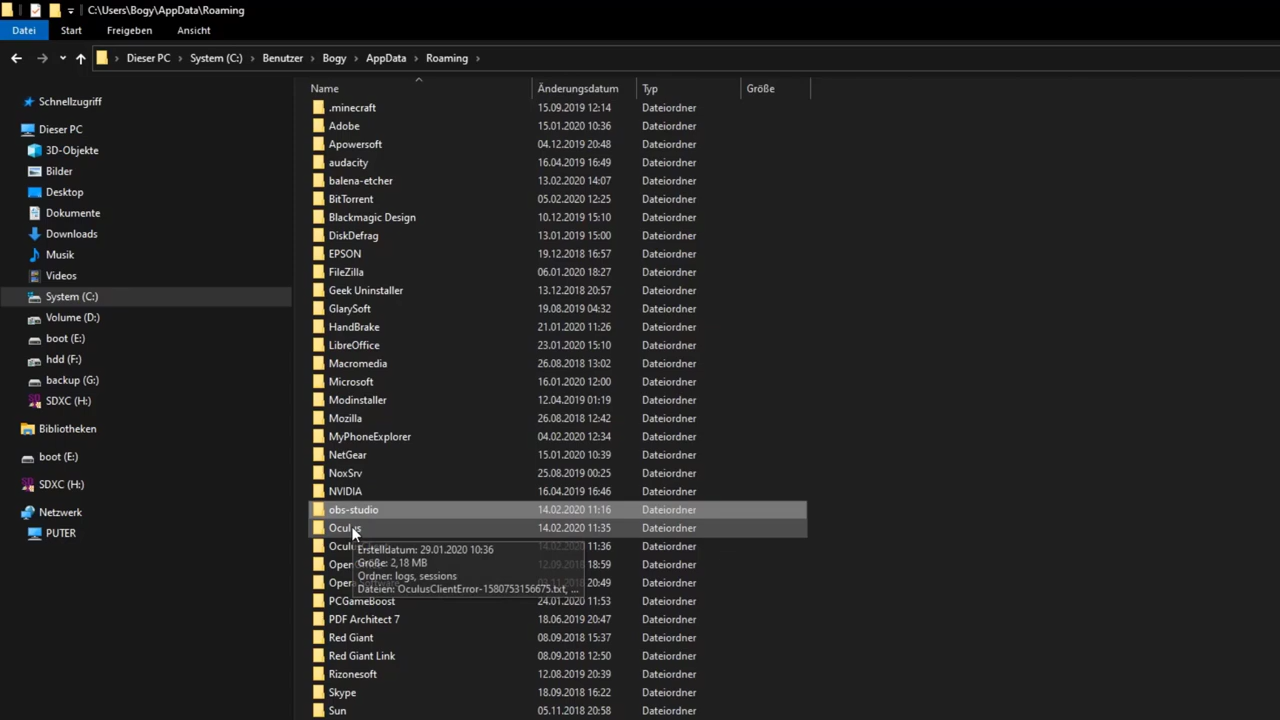 C:\Users\Bogy\AppData\Roaming
Datei Start Freigeben Ansicht
Dieser PC System (C:) Benutzer Bogy AppData Roaming
Schnellzugriff
Dieser PC
3D-Objekte
Bilder
Desktop
Dokumente
Downloads
Musik
Videos
System (C:)
Volume (D:)
boot (E:)
hdd (F:)
backup (G:)
SDXC (H:)
Bibliotheken
boot (E:)
SDXC (H:)
Netzwerk
PUTER
Name Änderungsdatum Typ Größe
.minecraft 15.09.2019 12:14 Dateiordner
Adobe 15.01.2020 10:36 Dateiordner
Apowersoft 04.12.2019 20:48 Dateiordner
audacity 16.04.2019 16:49 Dateiordner
balena-etcher 13.02.2020 14:07 Dateiordner
BitTorrent 05.02.2020 12:25 Dateiordner
Blackmagic Design 10.12.2019 15:10 Dateiordner
DiskDefrag 13.01.2020 15:00 Dateiordner
EPSON 19.12.2018 16:57 Dateiordner
FileZilla 06.01.2020 18:27 Dateiordner
Geek Uninstaller 13.12.2018 20:57 Dateiordner
GlarySoft 19.08.2019 04:32 Dateiordner
HandBrake 21.01.2020 11:26 Dateiordner
LibreOffice 23.01.2020 15:10 Dateiordner
Macromedia 26.08.2018 13:02 Dateiordner
Microsoft 16.01.2020 12:00 Dateiordner
Modinstaller 12.04.2019 01:19 Dateiordner
Mozilla 26.08.2018 12:42 Dateiordner
MyPhoneExplorer 04.02.2020 12:34 Dateiordner
NetGear 15.01.2020 10:39 Dateiordner
NoxSrv 25.08.2019 00:25 Dateiordner
NVIDIA 16.04.2019 16:46 Dateiordner
obs-studio 14.02.2020 11:16 Dateiordner
Oculus 14.02.2020 11:35 Dateiordner
14.02.2020 11:36 Dateiordner
12.09.2018 18:59 Dateiordner
03.11.2018 20:49 Dateiordner
Erstelldatum: 29.01.2020 10:36
Größe: 2,18 MB
Ordner: logs, sessions
Dateien: OculusClientError-1580753156675.txt, ...
PCGameBoost 24.01.2020 11:53 Dateiordner
PDF Architect 7 18.06.2019 20:47 Dateiordner
Red Giant 08.09.2018 15:37 Dateiordner
Red Giant Link 08.09.2018 12:50 Dateiordner
Rizonesoft 12.08.2019 20:39 Dateiordner
Skype 18.09.2018 16:22 Dateiordner
Sun 05.11.2018 20:58 Dateiordner